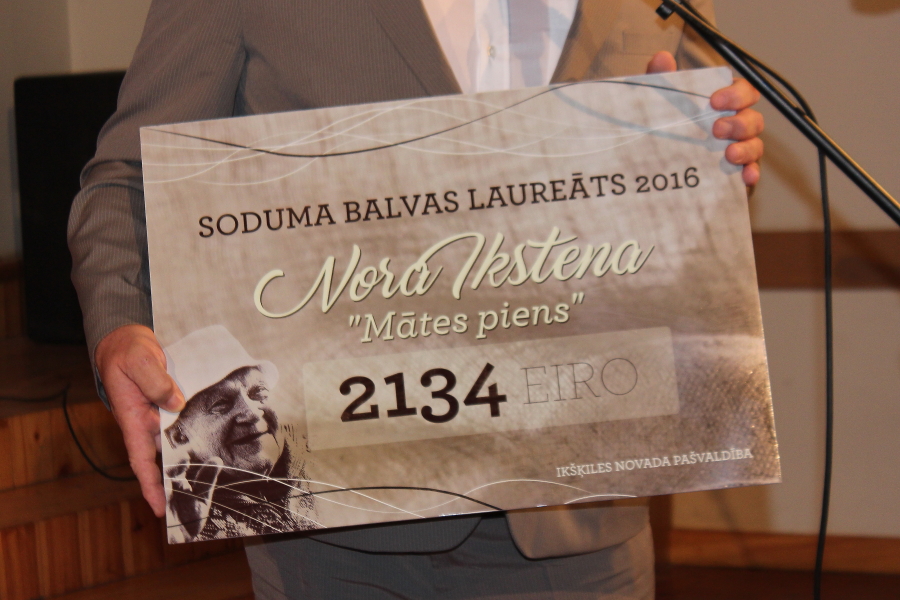 SODUMA BALVAS LAUREĀTS 2016
Nora Ikstena
"Mātes piens"
2134 EIRO
IKŠĶILES NOVADA PAŠVALDĪBA